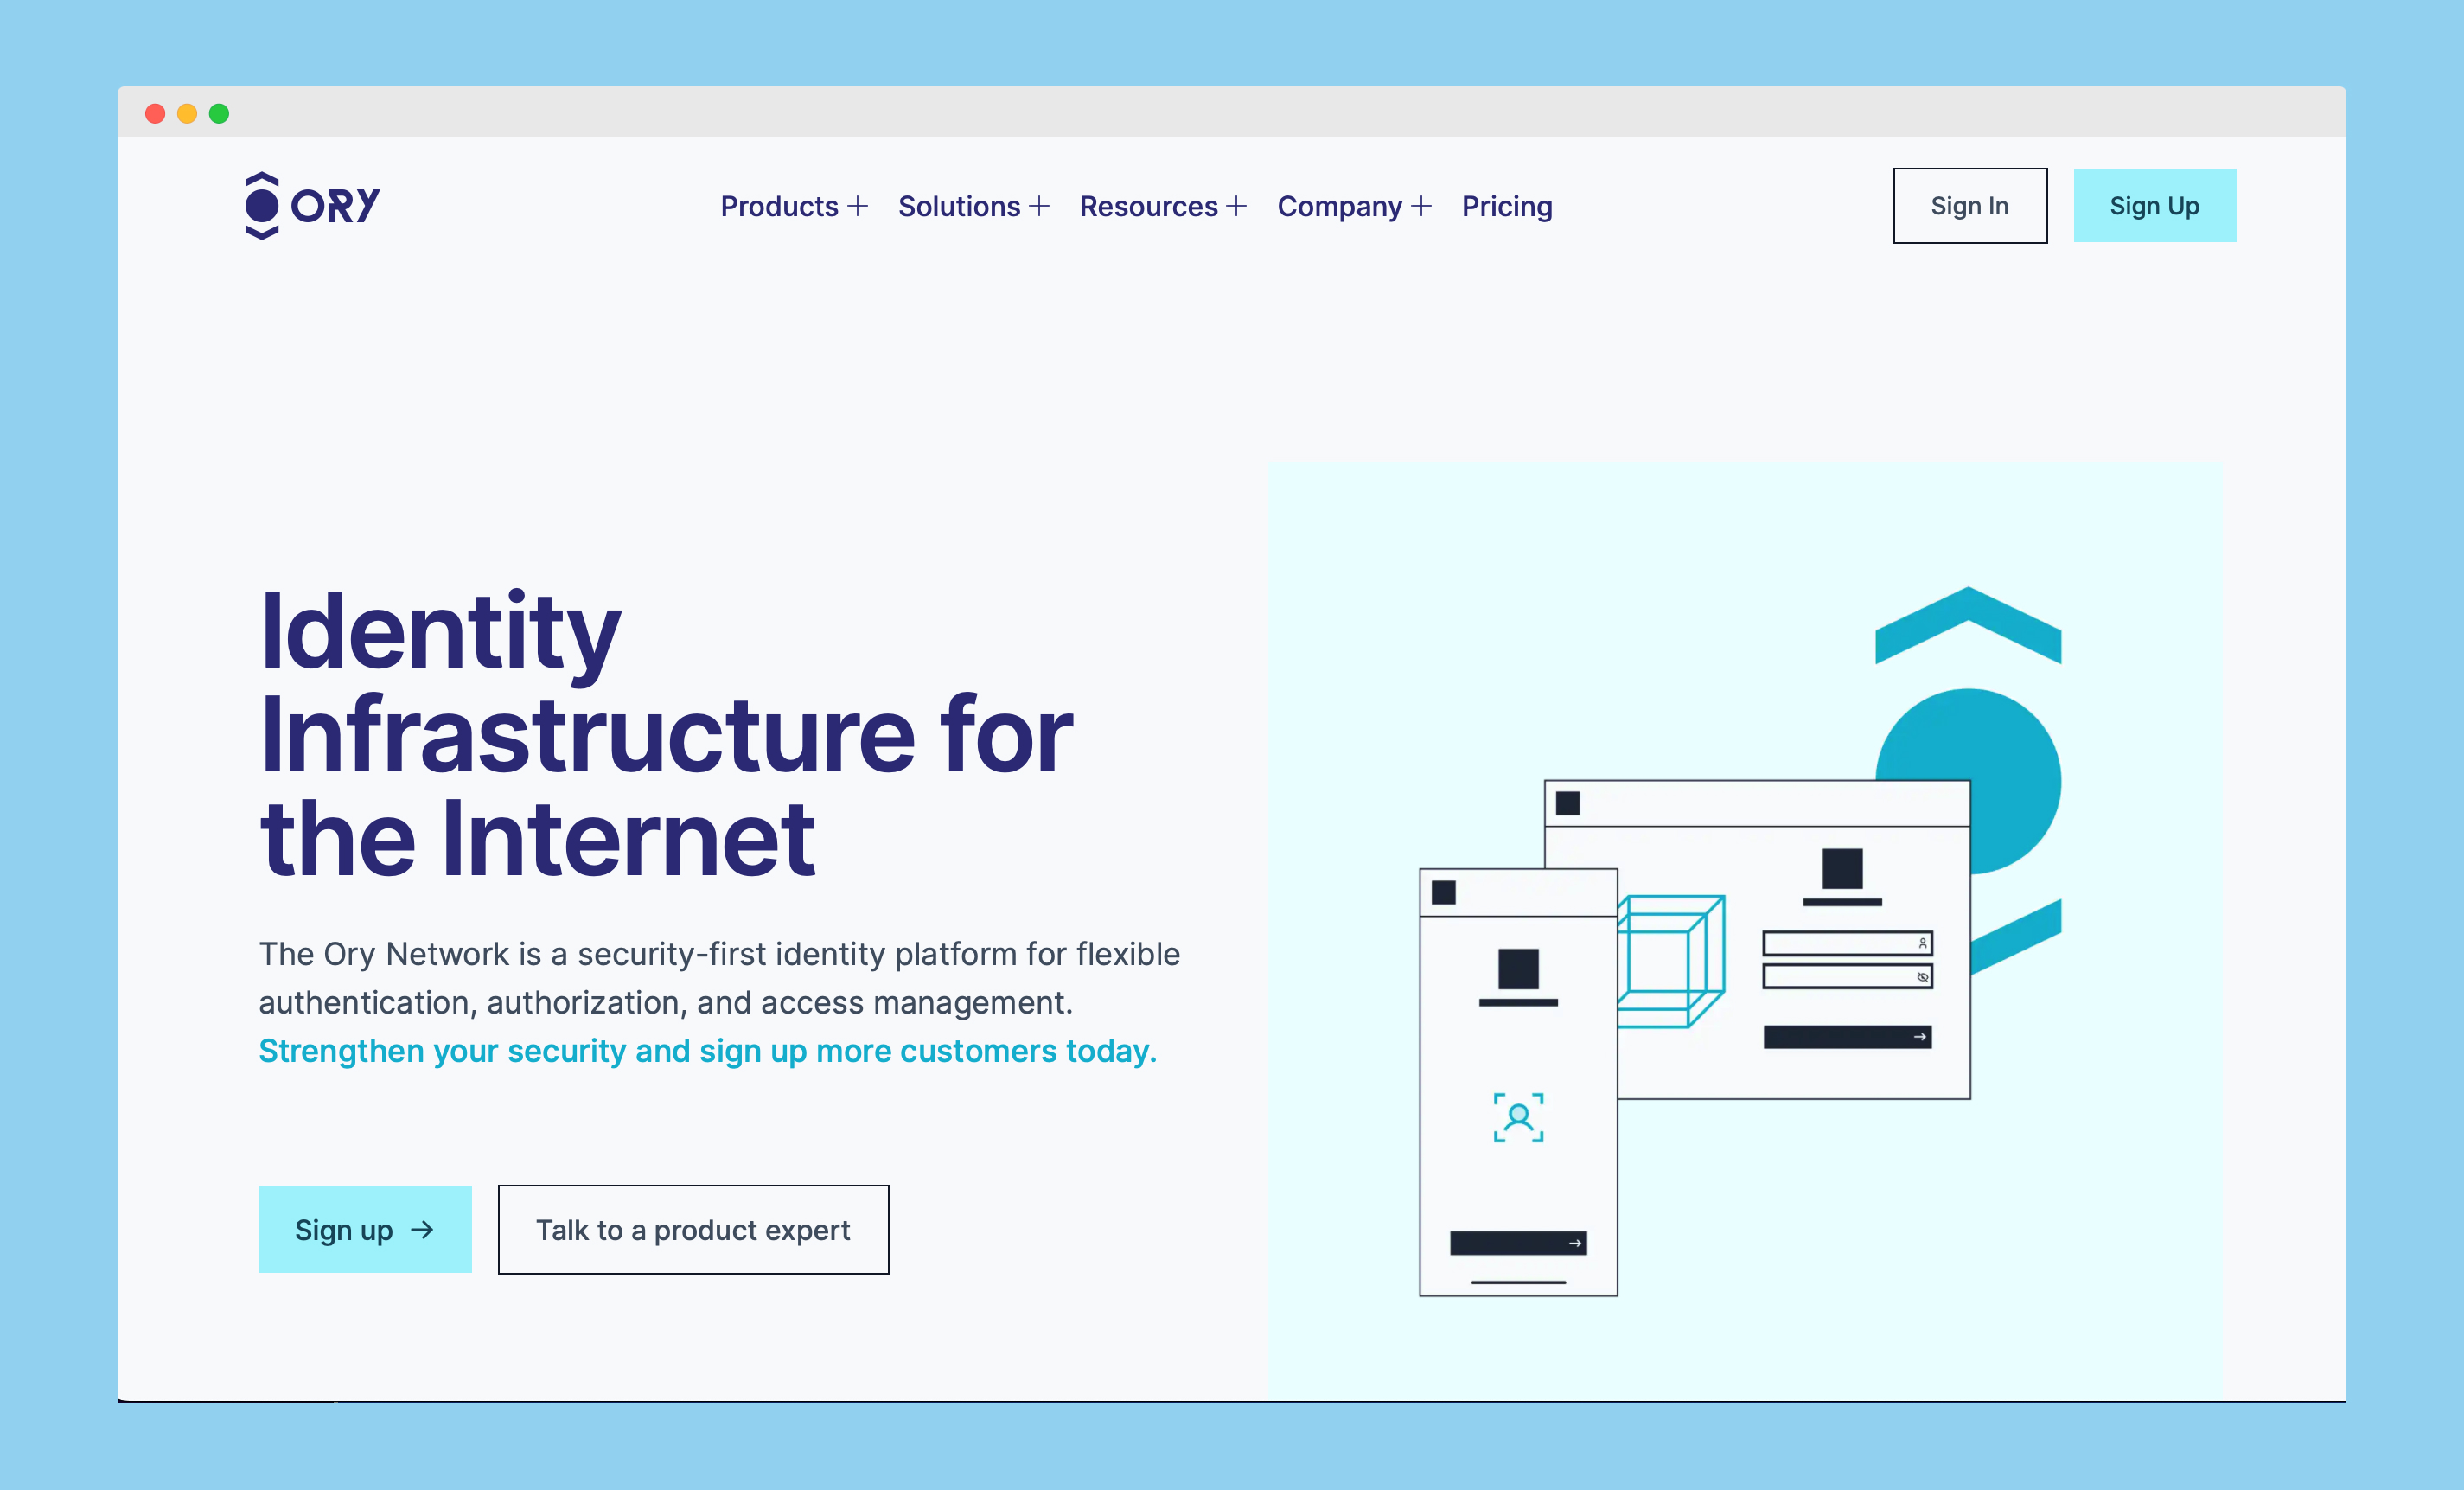 ORY
Products + Solutions + Resources + Company + Pricing
Sign In
Sign Up
Identity
Infrastructure for
the Internet
The Ory Network is a security-first identity platform for flexible
authentication, authorization, and access management.
Strengthen your security and sign up more customers today.
Sign up →
Talk to a product expert